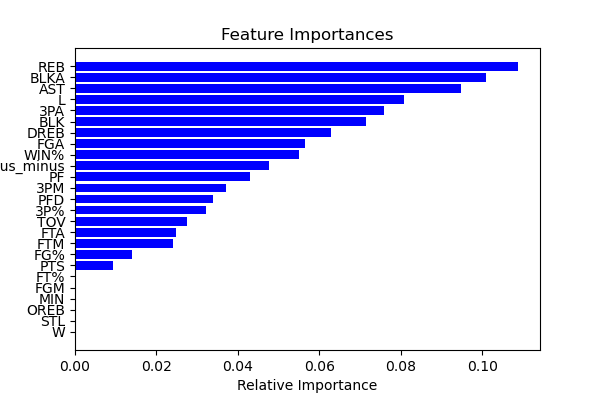 Feature Importances
REB
BLKA
AST
L
3PA
BLK
DREB
FGA
WIN%
us_minus
PF
3PM
PFD
3P%
TOV
FTA
FTM
FG%
PTS
FT%
FGM
MIN
OREB
STL
W
0.00 0.02 0.04 0.06 0.08 0.10
Relative Importance